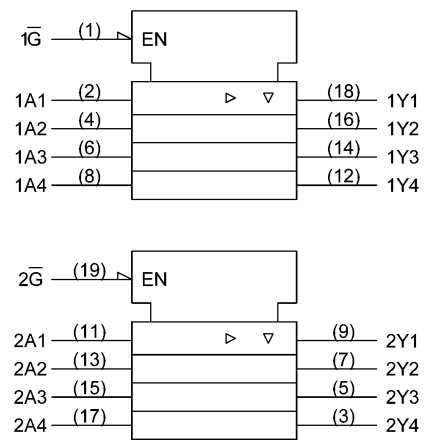 1G̅ (1) EN
1A1 (2) (18) 1Y1
1A2 (4) (16) 1Y2
1A3 (6) (14) 1Y3
1A4 (8) (12) 1Y4
2G̅ (19) EN
2A1 (11) (9) 2Y1
2A2 (13) (7) 2Y2
2A3 (15) (5) 2Y3
2A4 (17) (3) 2Y4